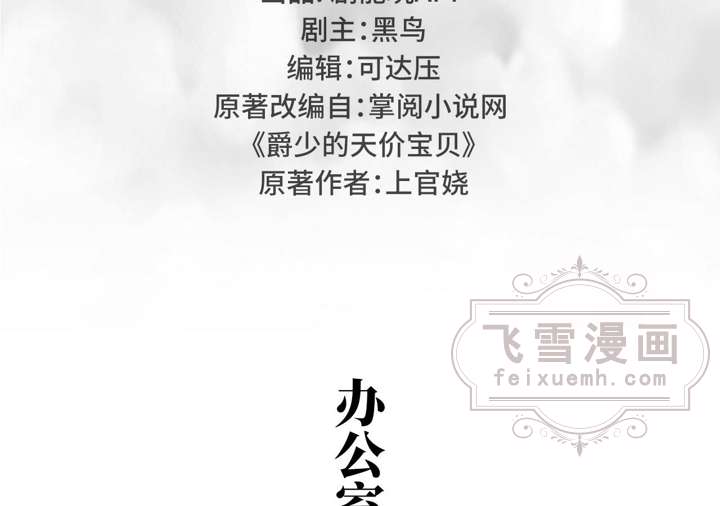 剧主：黑鸟
编辑：可达压
原著改编自：掌阅小说网
《爵少的天价宝贝》
原著作者：上官娆
飞雪漫画
feixuemh.com
办公室